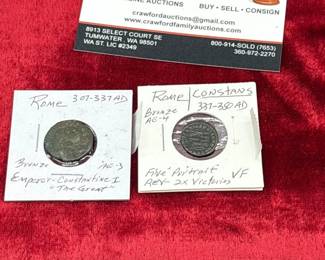 ONLINE AUCTIONS BUY • SELL • CONSIGN
crawfordauctions@gmail.com
www.crawfordfamilyauctions.com
8913 SELECT COURT SE
TUMWATER, WA 98501
WA ST. LIC #2349
800-914-SOLD (7653)
360-972-2270
ROME 307-337 AD
BRONZE AE-3
EMPEROR-CONSTANTINE I
"THE GREAT"
ROME/CONSTANS
BRONZE 337-350 AD
AE-4
FINE "PORTRAIT" VF
REV- 2X VICTORIES